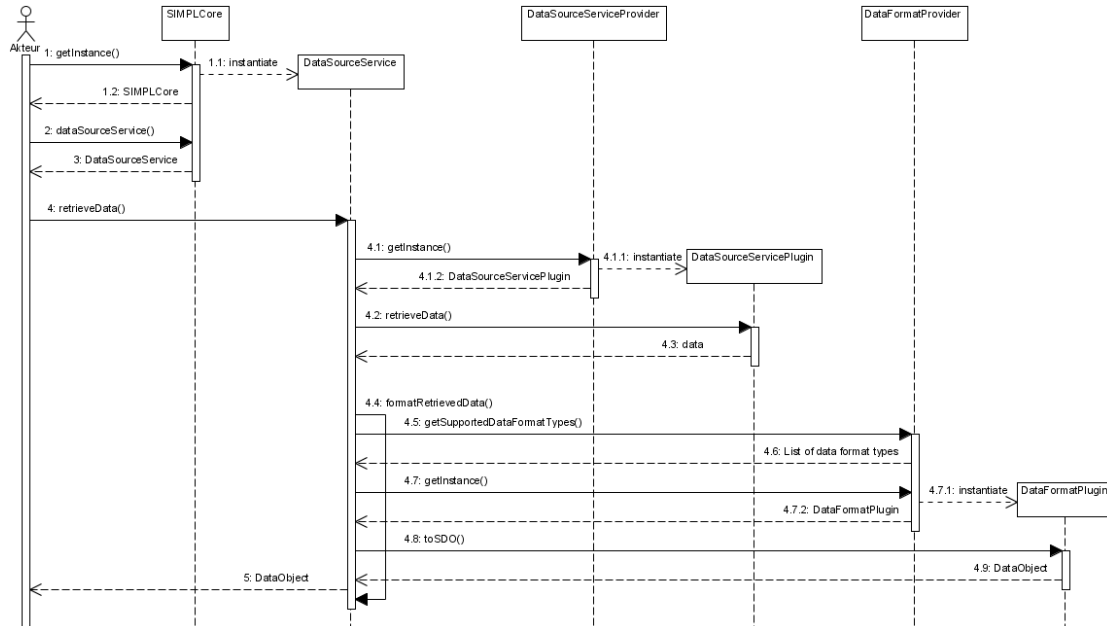 SIMPLCore
DataSourceServiceProvider
DataFormatProvider
Akteur
1: getInstance()
1.1: instantiate
DataSourceService
1.2: SIMPLCore
2: dataSourceService()
3: DataSourceService
4: retrieveData()
4.1: getInstance()
4.1.1: instantiate
DataSourceServicePlugin
4.1.2: DataSourceServicePlugin
4.2: retrieveData()
4.3: data
4.4: formatRetrievedData()
4.5: getSupportedDataFormatTypes()
4.6: List of data format types
4.7: getInstance()
4.7.1: instantiate
DataFormatPlugin
4.7.2: DataFormatPlugin
4.8: toSDO()
4.9: DataObject
5: DataObject